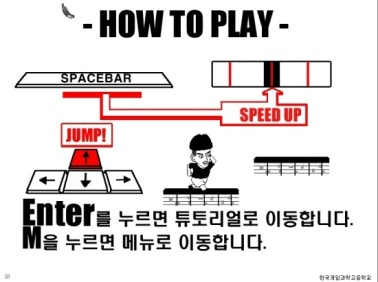 - HOW TO PLAY -
SPACEBAR
SPEED UP
JUMP!
Enter를 누르면 튜토리얼로 이동합니다.
M을 누르면 메뉴로 이동합니다.
한국게임과학고등학교